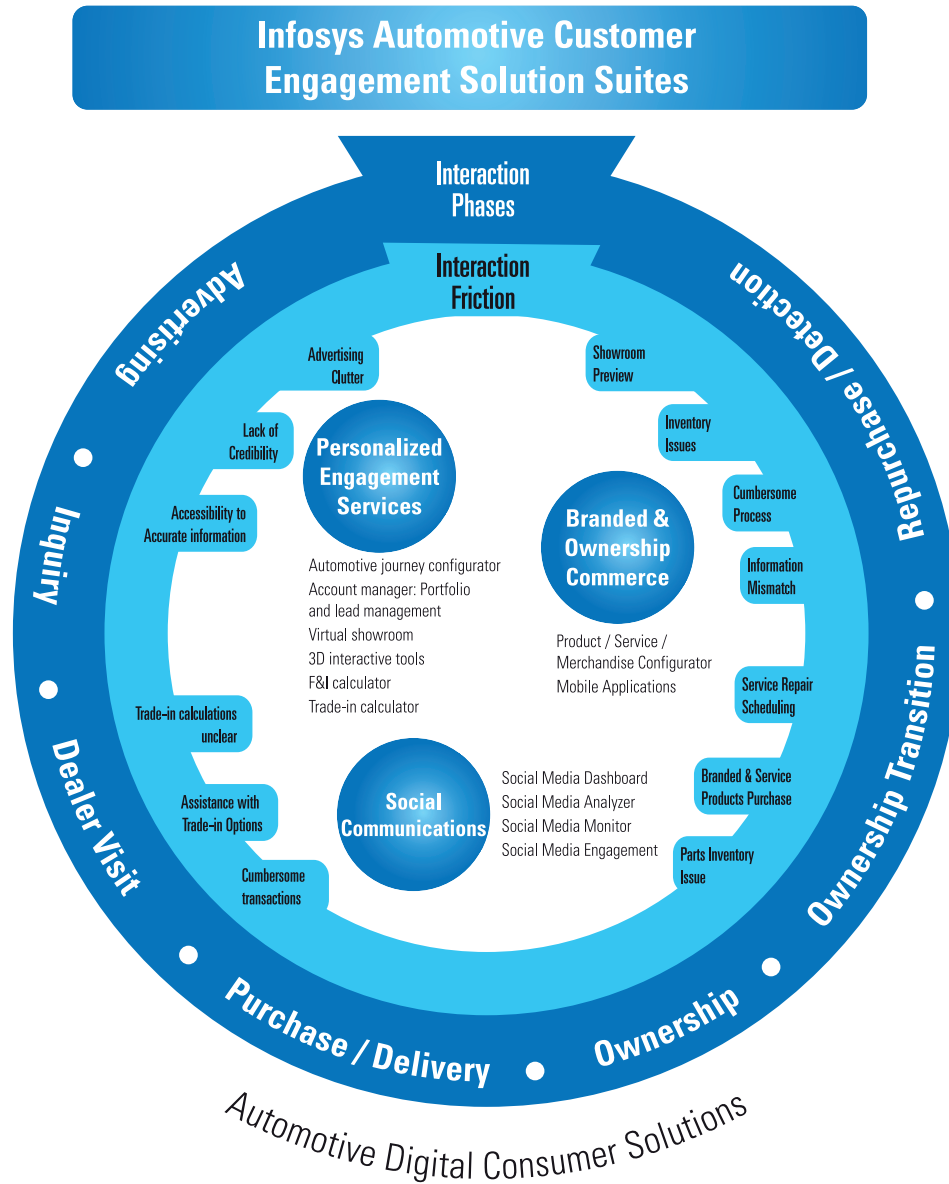 Infosys Automotive Customer
Engagement Solution Suites
Interaction
Phases
Interaction
Friction
Advertising
Inquiry
Dealer Visit
Purchase / Delivery
Ownership
Ownership Transition
Repurchase / Detection
Advertising
Clutter
Lack of
Credibility
Accessibility to
Accurate information
Trade-in calculations
unclear
Assistance with
Trade-in Options
Cumbersome
transactions
Showroom
Preview
Inventory
Issues
Cumbersome
Process
Information
Mismatch
Service Repair
Scheduling
Branded & Service
Products Purchase
Parts Inventory
Issue
Personalized
Engagement
Services
Automotive journey configurator
Account manager: Portfolio
and lead management
Virtual showroom
3D interactive tools
F&I calculator
Trade-in calculator
Branded &
Ownership
Commerce
Product / Service /
Merchandise Configurator
Mobile Applications
Social
Communications
Social Media Dashboard
Social Media Analyzer
Social Media Monitor
Social Media Engagement
Automotive Digital Consumer Solutions